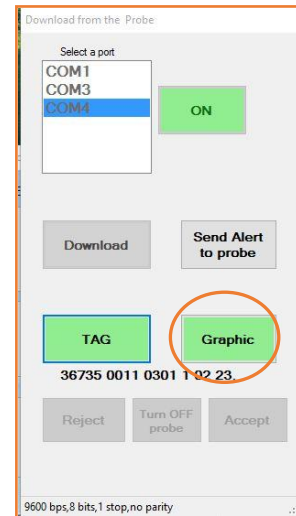 Download from the Probe
Select a port
COM1
COM3
COM4
ON
Download
Send Alert
to probe
TAG
Graphic
36735 0011 0301 1 02 23.
Reject
Turn OFF
probe
Accept
9600 bps,8 bits,1 stop,no parity